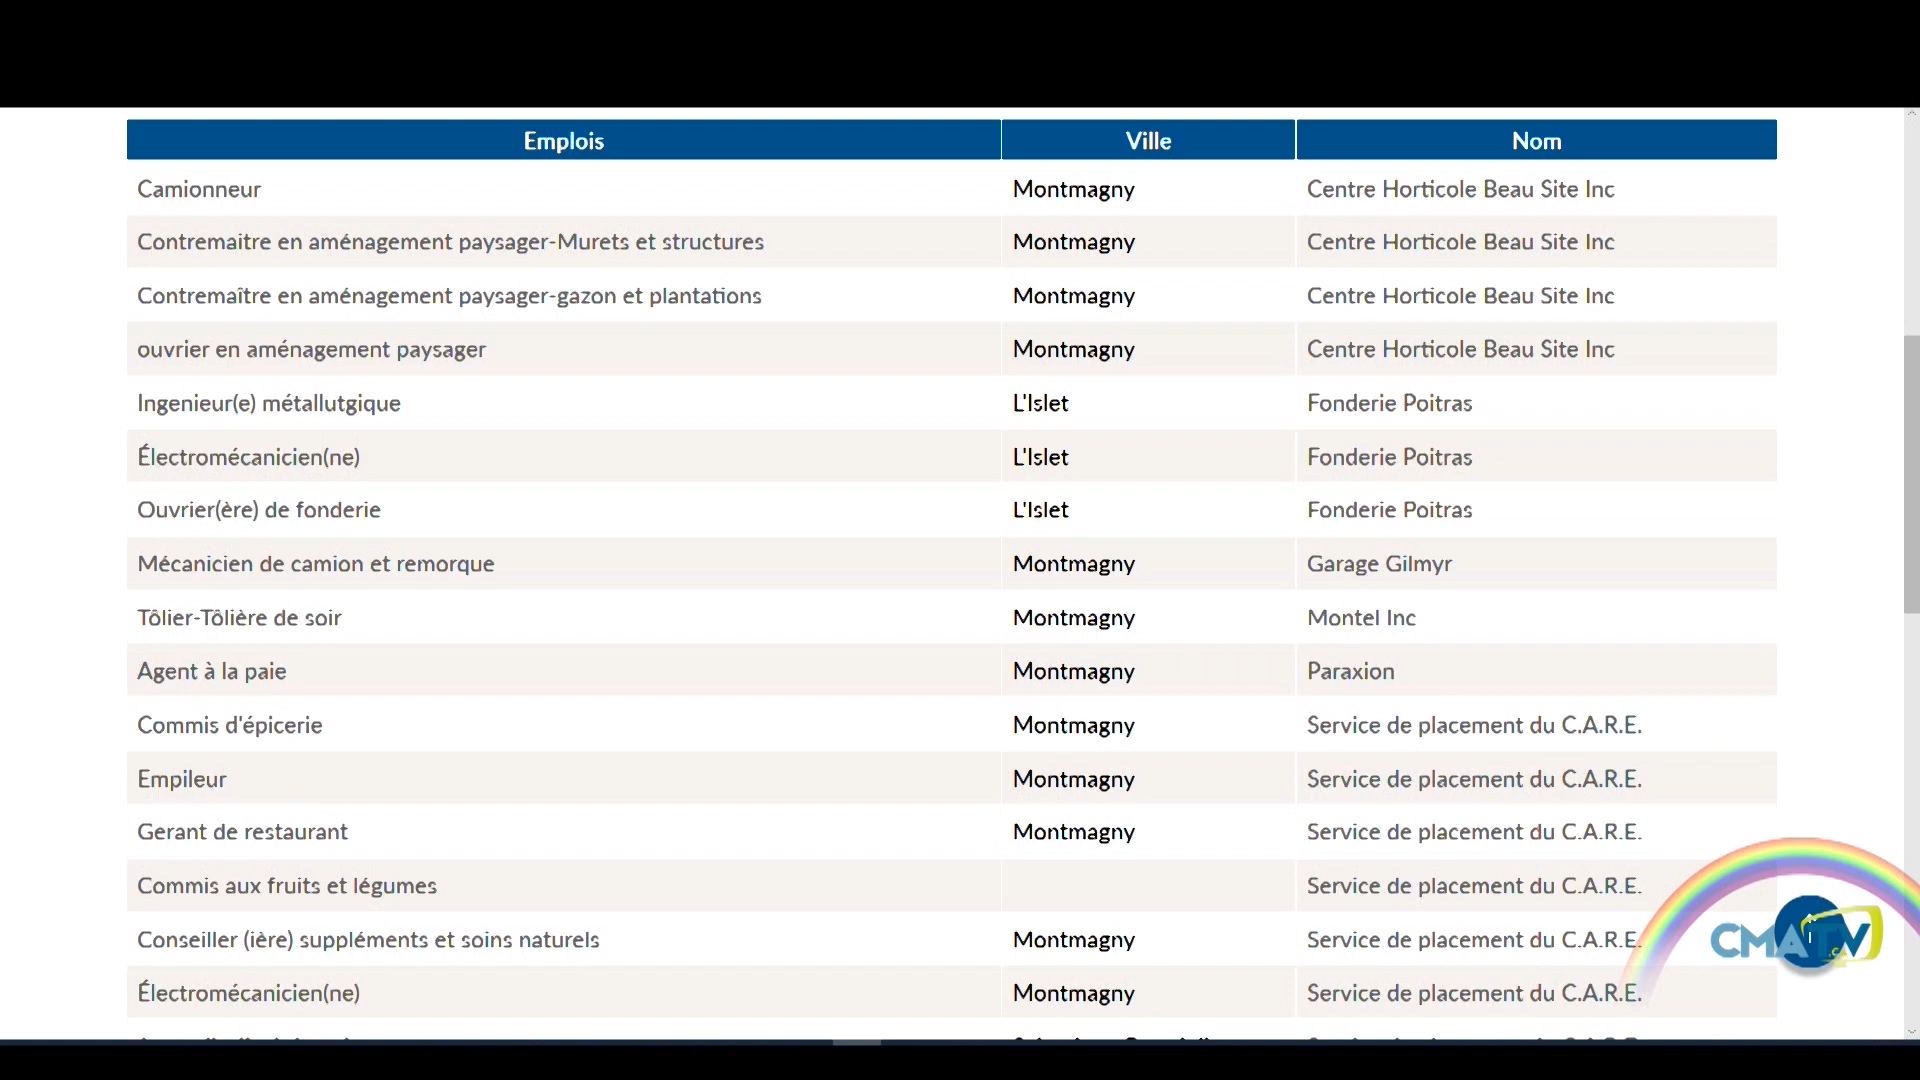 Emplois Ville Nom
Camionneur Montmagny Centre Horticole Beau Site Inc
Contremaitre en aménagement paysager-Murets et structures Montmagny Centre Horticole Beau Site Inc
Contremaître en aménagement paysager-gazon et plantations Montmagny Centre Horticole Beau Site Inc
ouvrier en aménagement paysager Montmagny Centre Horticole Beau Site Inc
Ingenieur(e) métallutgique L'Islet Fonderie Poitras
Électromécanicien(ne) L'Islet Fonderie Poitras
Ouvrier(ère) de fonderie L'Islet Fonderie Poitras
Mécanicien de camion et remorque Montmagny Garage Gilmyr
Tôlier-Tôlière de soir Montmagny Montel Inc
Agent à la paie Montmagny Paraxion
Commis d'épicerie Montmagny Service de placement du C.A.R.E.
Empileur Montmagny Service de placement du C.A.R.E.
Gerant de restaurant Montmagny Service de placement du C.A.R.E.
Commis aux fruits et légumes Service de placement du C.A.R.E.
Conseiller (ière) suppléments et soins naturels Montmagny Service de placement du C.A.R.E.
Électromécanicien(ne) Montmagny Service de placement du C.A.R.E.
CMATV